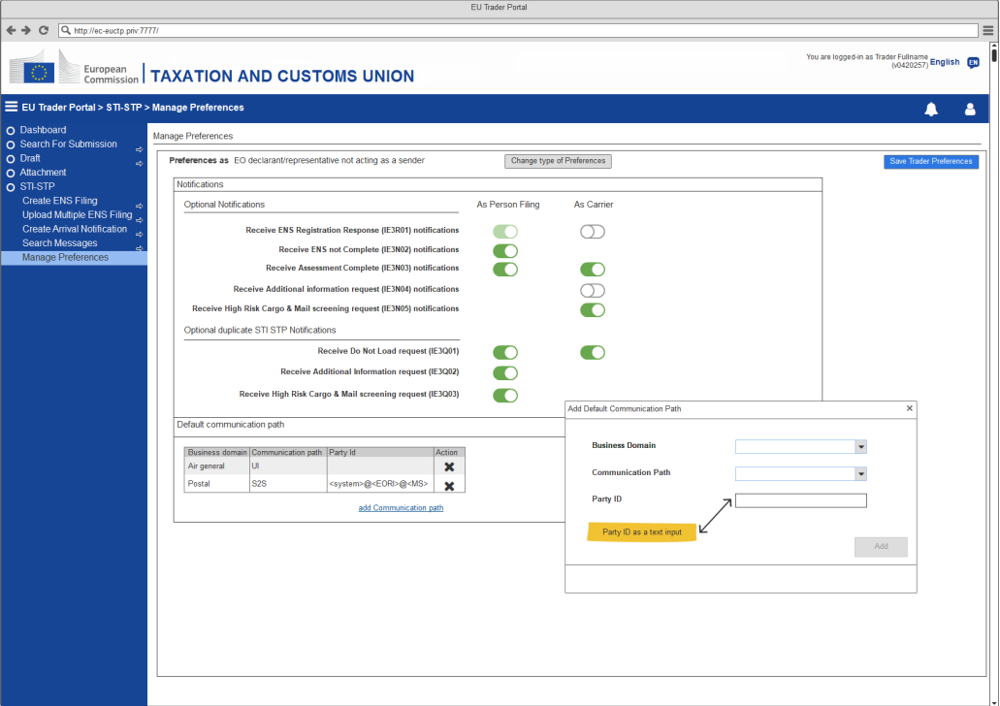 EU Trader Portal
http://ec-euctp.priv:7777/
European
Commission
TAXATION AND CUSTOMS UNION
You are logged-in as Trader Fullname
(v0420257)
English
EN
EU Trader Portal > STI-STP > Manage Preferences
Dashboard
Search For Submission
Draft
Attachment
STI-STP
Create ENS Filing
Upload Multiple ENS Filing
Create Arrival Notification
Search Messages
Manage Preferences
Manage Preferences
Preferences as EO declarant/representative not acting as a sender
Change type of Preferences
Save Trader Preferences
Notifications
Optional Notifications As Person Filing As Carrier
Receive ENS Registration Response (IE3R01) notifications
Receive ENS not Complete (IE3N02) notifications
Receive Assessment Complete (IE3N03) notifications
Receive Additional information request (IE3N04) notifications
Receive High Risk Cargo & Mail screening request (IE3N05) notifications
Optional duplicate STI STP Notifications
Receive Do Not Load request (IE3Q01)
Receive Additional Information request (IE3Q02)
Receive High Risk Cargo & Mail screening request (IE3Q03)
Default communication path
Business domain Communication path Party Id Action
Air general UI
Postal S2S <system>@<EORI>@<MS>
add Communication path
Add Default Communication Path
Business Domain
Communication Path
Party ID
Party ID as a text input
Add